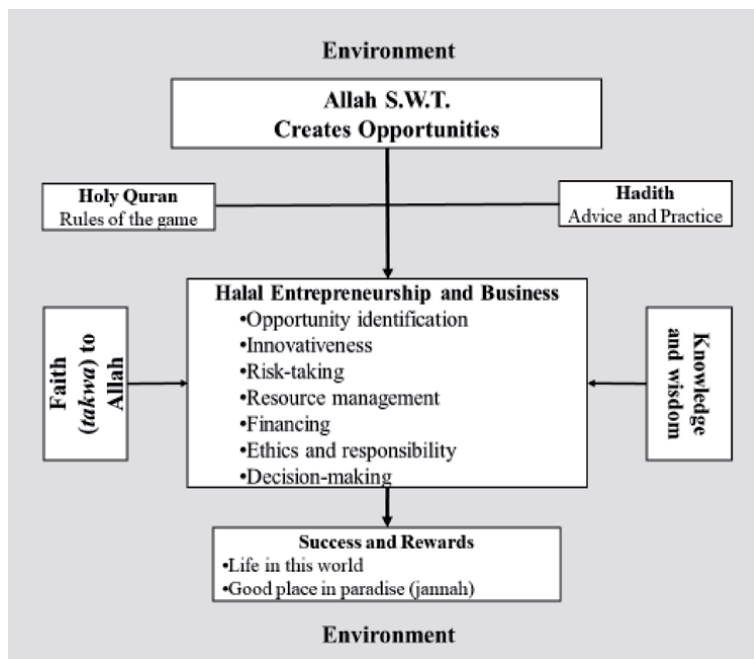 Environment
Allah S.W.T.
Creates Opportunities
Holy Quran
Rules of the game
Hadith
Advice and Practice
Halal Entrepreneurship and Business
•Opportunity identification
•Innovativeness
•Risk-taking
•Resource management
•Financing
•Ethics and responsibility
•Decision-making
Faith
(takwa) to
Allah
Knowledge
and wisdom
Success and Rewards
•Life in this world
•Good place in paradise (jannah)
Environment